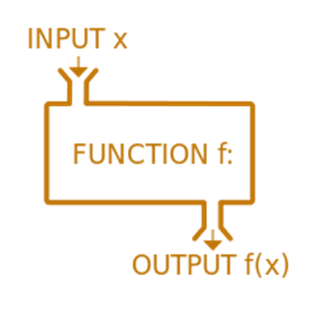 INPUT x
FUNCTION f:
OUTPUT f(x)